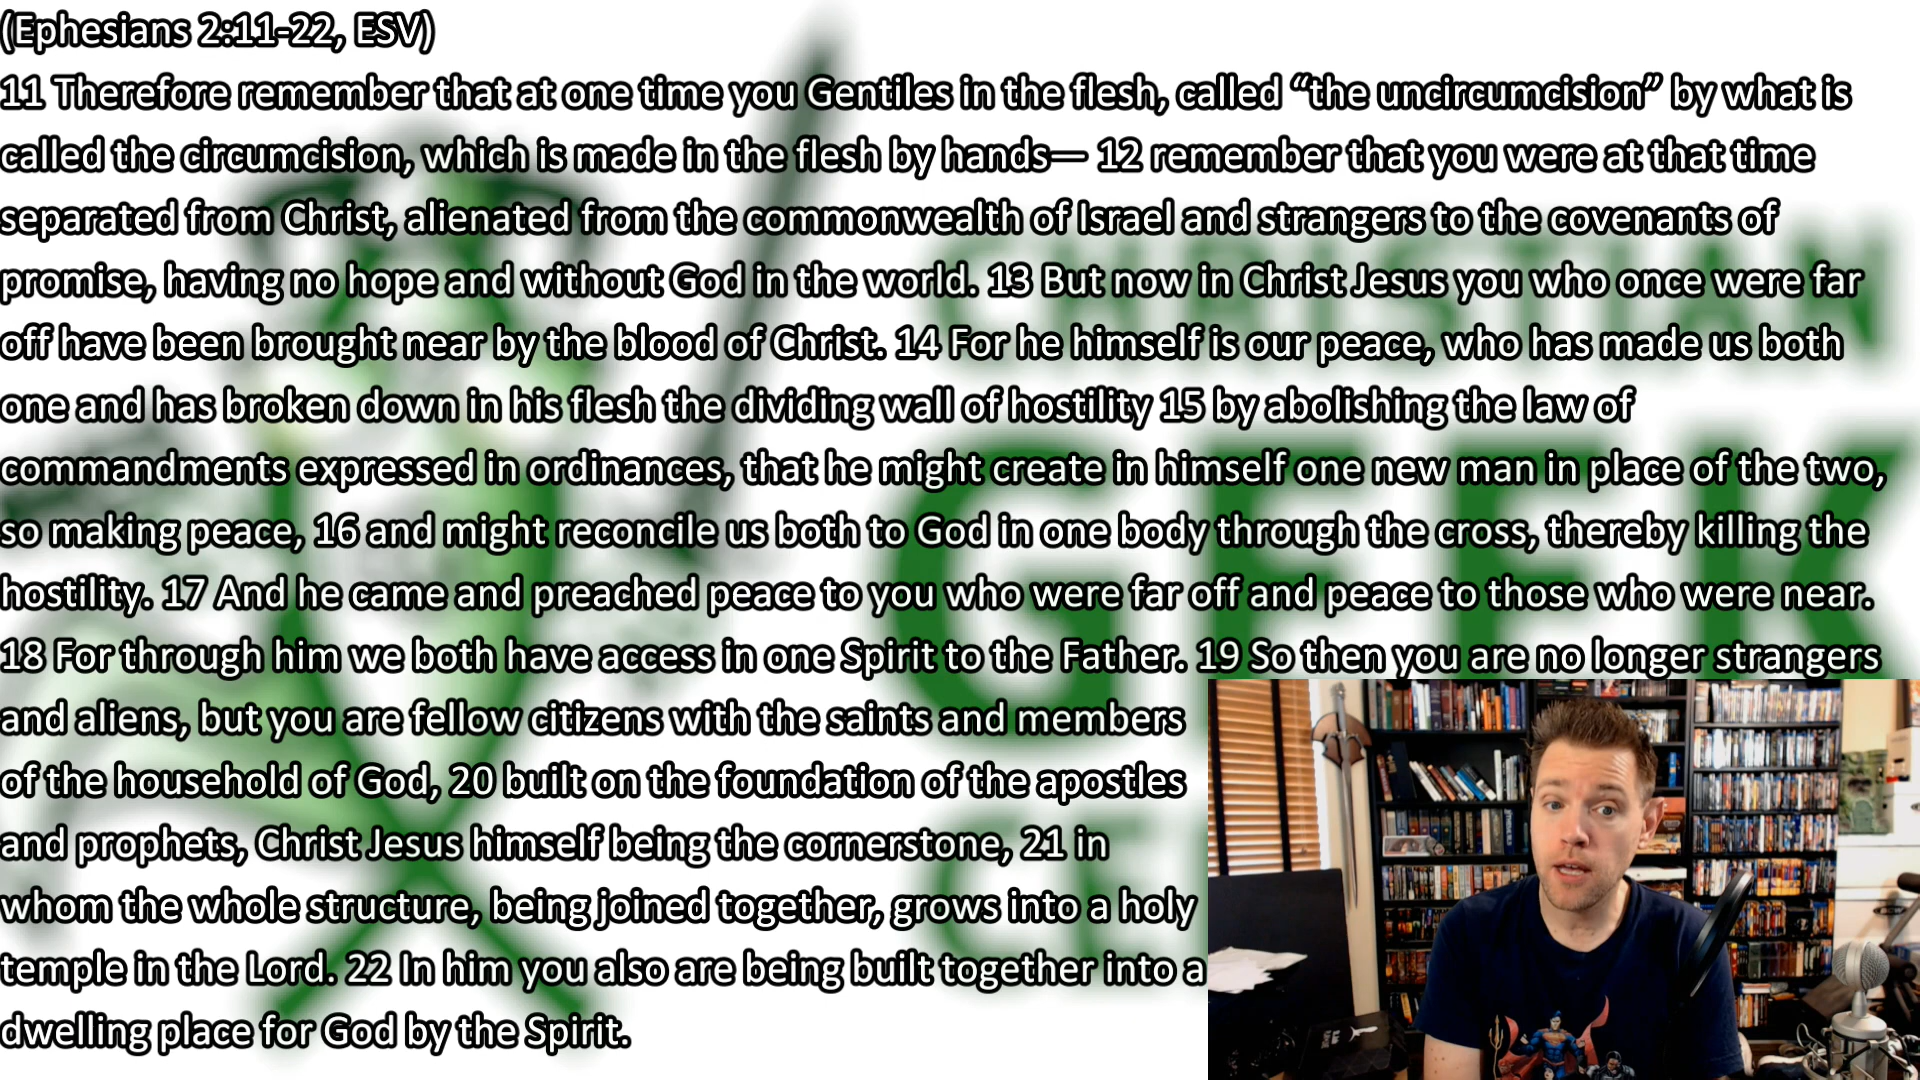 (Ephesians 2:11-22, ESV)
11 Therefore remember that at one time you Gentiles in the flesh, called “the uncircumcision” by what is
called the circumcision, which is made in the flesh by hands— 12 remember that you were at that time
separated from Christ, alienated from the commonwealth of Israel and strangers to the covenants of
promise, having no hope and without God in the world. 13 But now in Christ Jesus you who once were far
off have been brought near by the blood of Christ. 14 For he himself is our peace, who has made us both
one and has broken down in his flesh the dividing wall of hostility 15 by abolishing the law of
commandments expressed in ordinances, that he might create in himself one new man in place of the two,
so making peace, 16 and might reconcile us both to God in one body through the cross, thereby killing the
hostility. 17 And he came and preached peace to you who were far off and peace to those who were near.
18 For through him we both have access in one Spirit to the Father. 19 So then you are no longer strangers
and aliens, but you are fellow citizens with the saints and members
of the household of God, 20 built on the foundation of the apostles
and prophets, Christ Jesus himself being the cornerstone, 21 in
whom the whole structure, being joined together, grows into a holy
temple in the Lord. 22 In him you also are being built together into a
dwelling place for God by the Spirit.
CHRISTIAN
GEEK